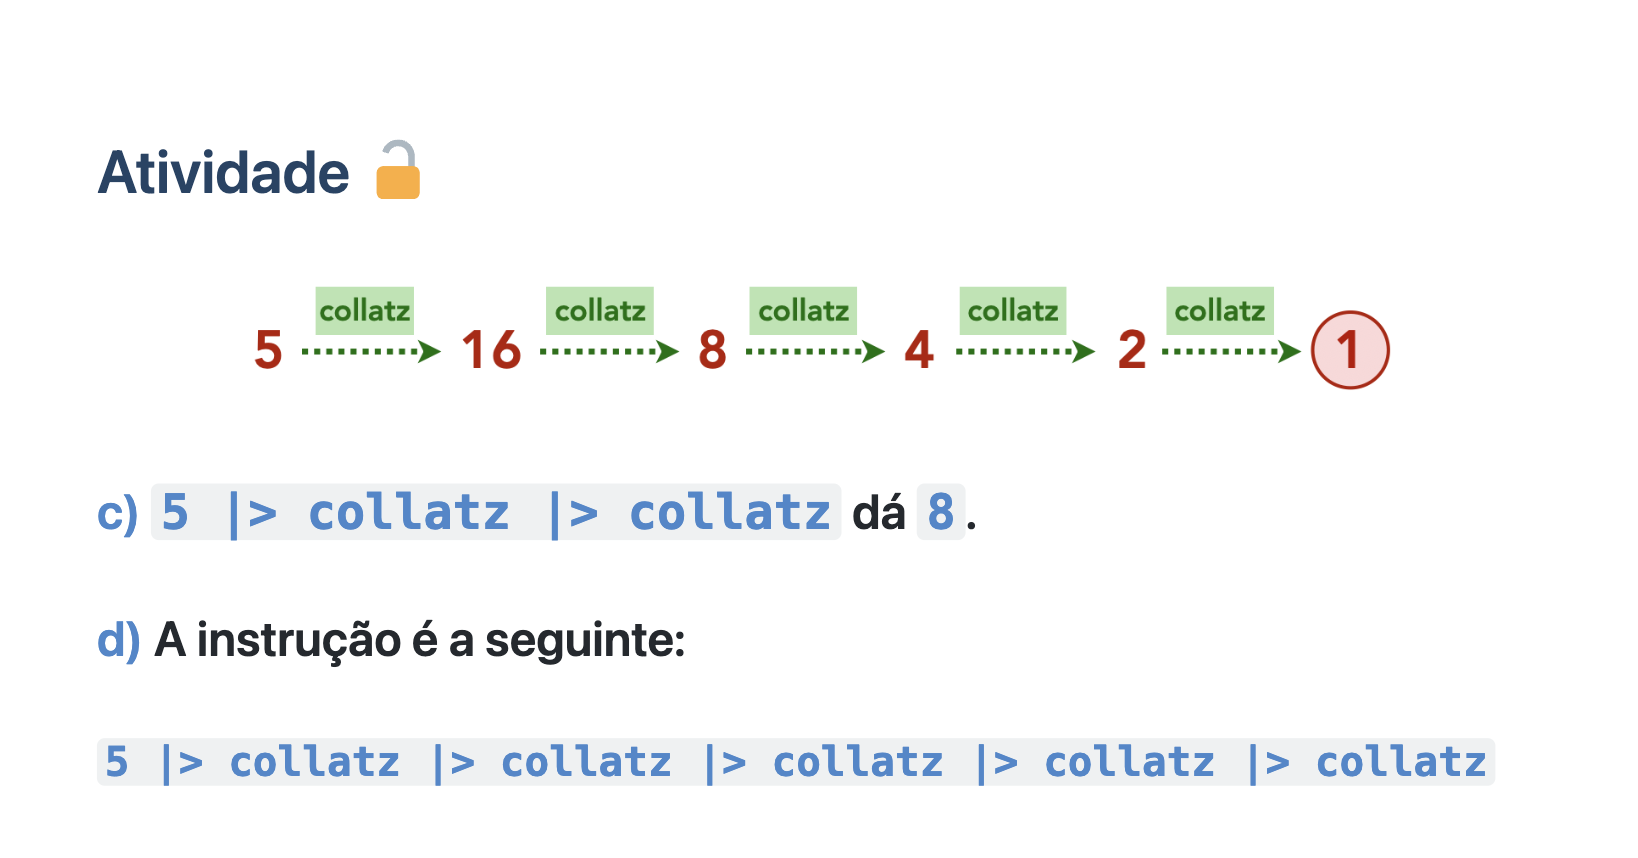 Atividade
collatz collatz collatz collatz collatz
5 16 8 4 2 1
c) 5 |> collatz |> collatz dá 8.
d) A instrução é a seguinte:
5 |> collatz |> collatz |> collatz |> collatz |> collatz